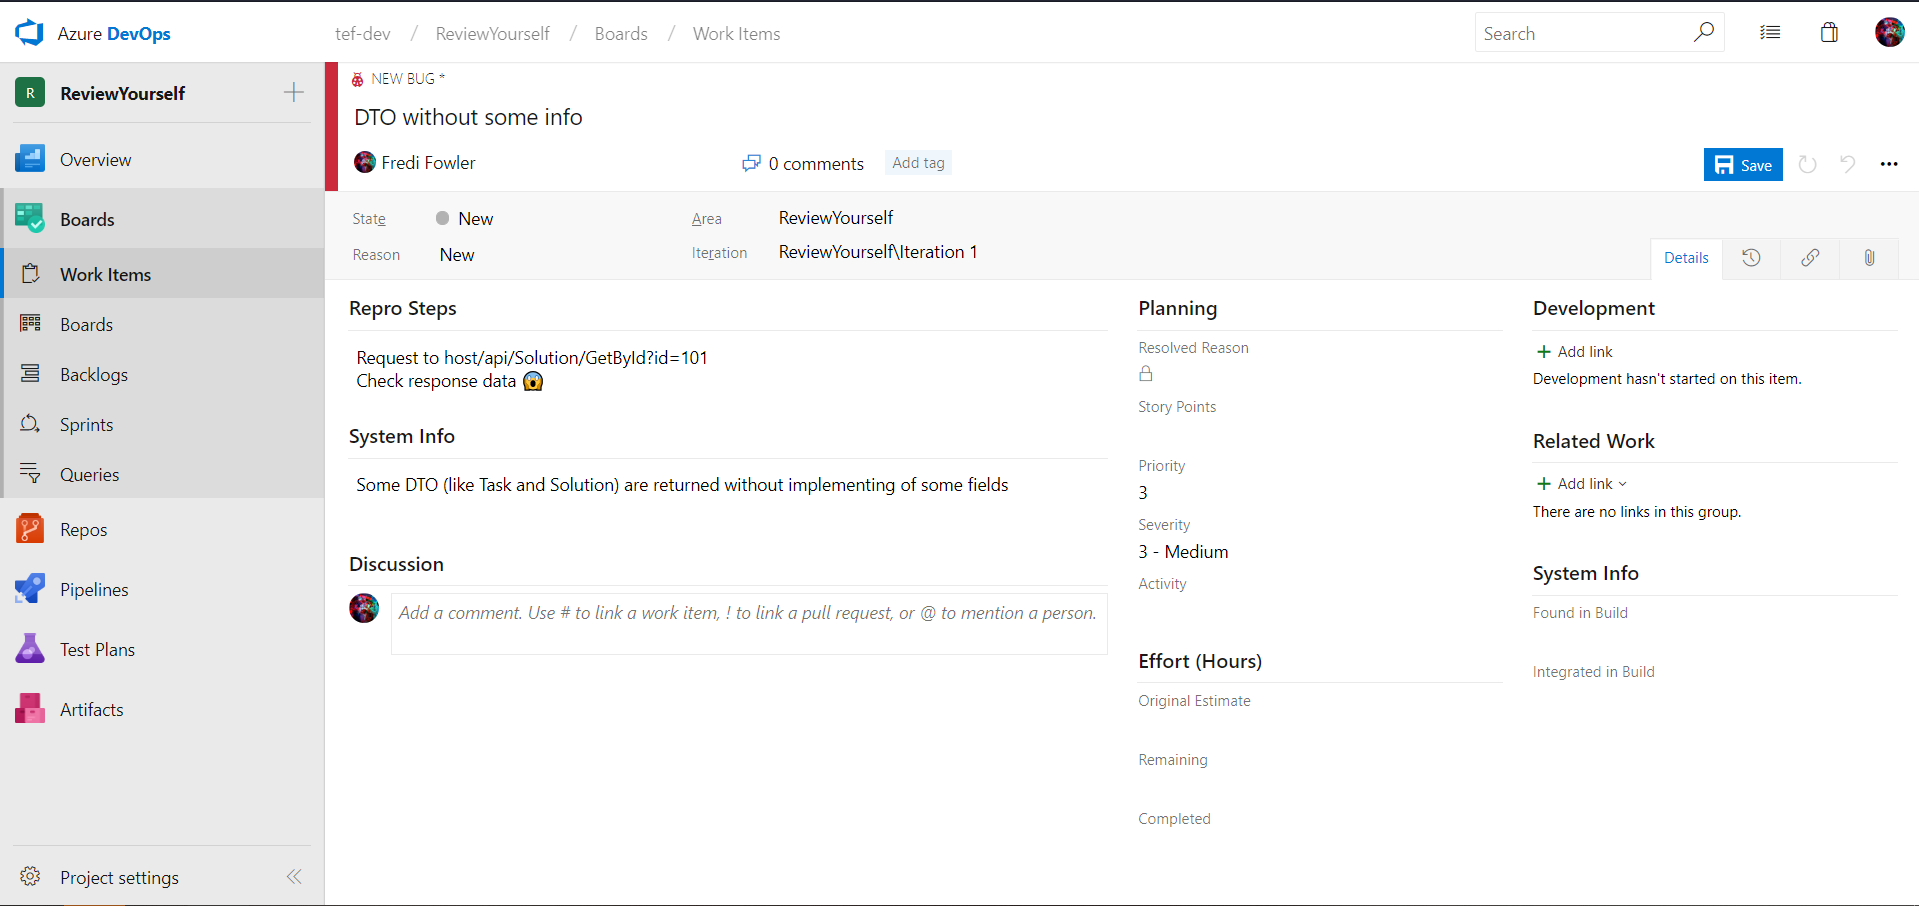 Azure DevOps
tef-dev / ReviewYourself / Boards / Work Items
Search
R ReviewYourself
Overview
Boards
Work Items
Boards
Backlogs
Sprints
Queries
Repos
Pipelines
Test Plans
Artifacts
Project settings
NEW BUG *
DTO without some info
Fredi Fowler
0 comments
Add tag
Save
State New
Reason New
Area ReviewYourself
Iteration ReviewYourself\Iteration 1
Details
Repro Steps
Request to host/api/Solution/GetById?id=101
Check response data 😱
System Info
Some DTO (like Task and Solution) are returned without implementing of some fields
Discussion
Add a comment. Use # to link a work item, ! to link a pull request, or @ to mention a person.
Planning
Resolved Reason
Story Points
Priority
3
Severity
3 - Medium
Activity
Effort (Hours)
Original Estimate
Remaining
Completed
Development
+ Add link
Development hasn't started on this item.
Related Work
+ Add link
There are no links in this group.
System Info
Found in Build
Integrated in Build